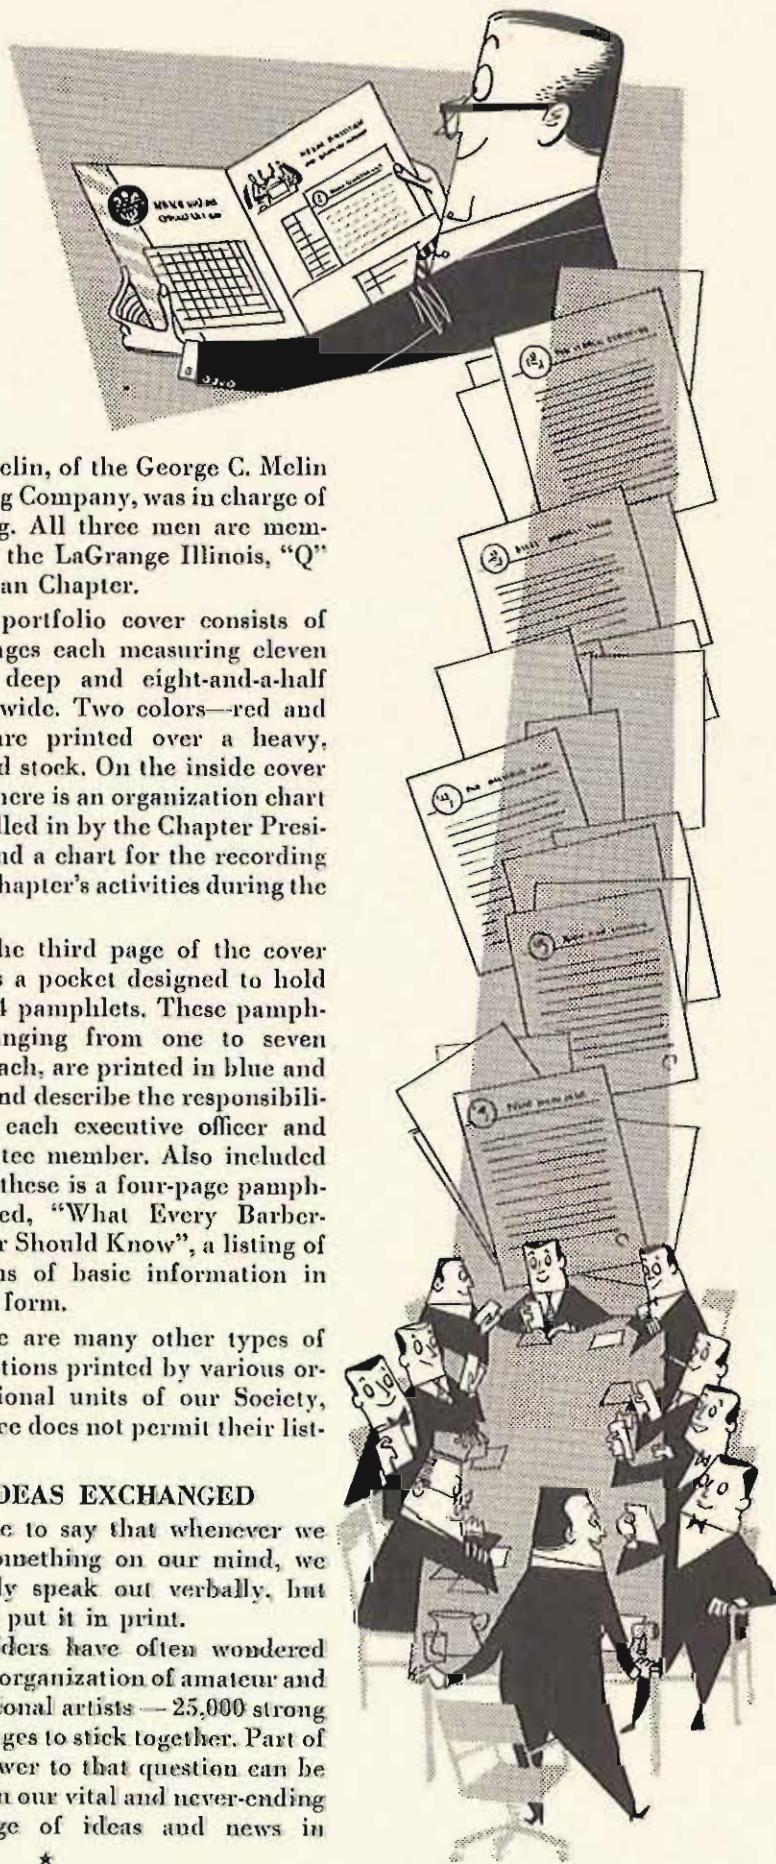 elin, of the George C. Melin
g Company, was in charge of
g. All three men are mem-
the LaGrange Illinois, “Q”
an Chapter.
portfolio cover consists of
ages each measuring eleven
deep and eight-and-a-half
wide. Two colors—red and
are printed over a heavy,
d stock. On the inside cover
here is an organization chart
lled in by the Chapter Presi-
nd a chart for the recording
hapter's activities during the
he third page of the cover
s a pocket designed to hold
4 pamphlets. These pamph-
nging from one to seven
ach, are printed in blue and
nd describe the responsibili-
each executive officer and
tee member. Also included
these is a four-page pamph-
ed, “What Every Barber-
r Should Know”, a listing of
ns of basic information in
form.
e are many other types of
tions printed by various or-
ional units of our Society,
ce does not permit their list-
DEAS EXCHANGED
e to say that whenever we
omething on our mind, we
ly speak out verbally, but
put it in print.
ders have often wondered
organization of amateur and
onal artists — 25,000 strong
ges to stick together. Part of
wer to that question can be
n our vital and never-ending
ge of ideas and news in